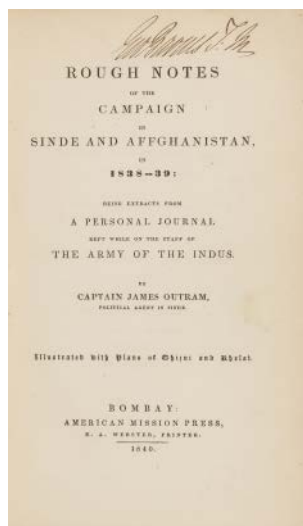 ROUGH NOTES
OF THE
CAMPAIGN
IN
SINDE AND AFFGHANISTAN,
IN
1838–39:
BEING EXTRACTS FROM
A PERSONAL JOURNAL
KEPT WHILE ON THE STAFF OF
THE ARMY OF THE INDUS.
BY
CAPTAIN JAMES OUTRAM,
POLITICAL AGENT IN SINDE.
Illustrated with Plans of Ghizni and Khelat.
BOMBAY:
AMERICAN MISSION PRESS,
E. A. WEBSTER, PRINTER.
1840.